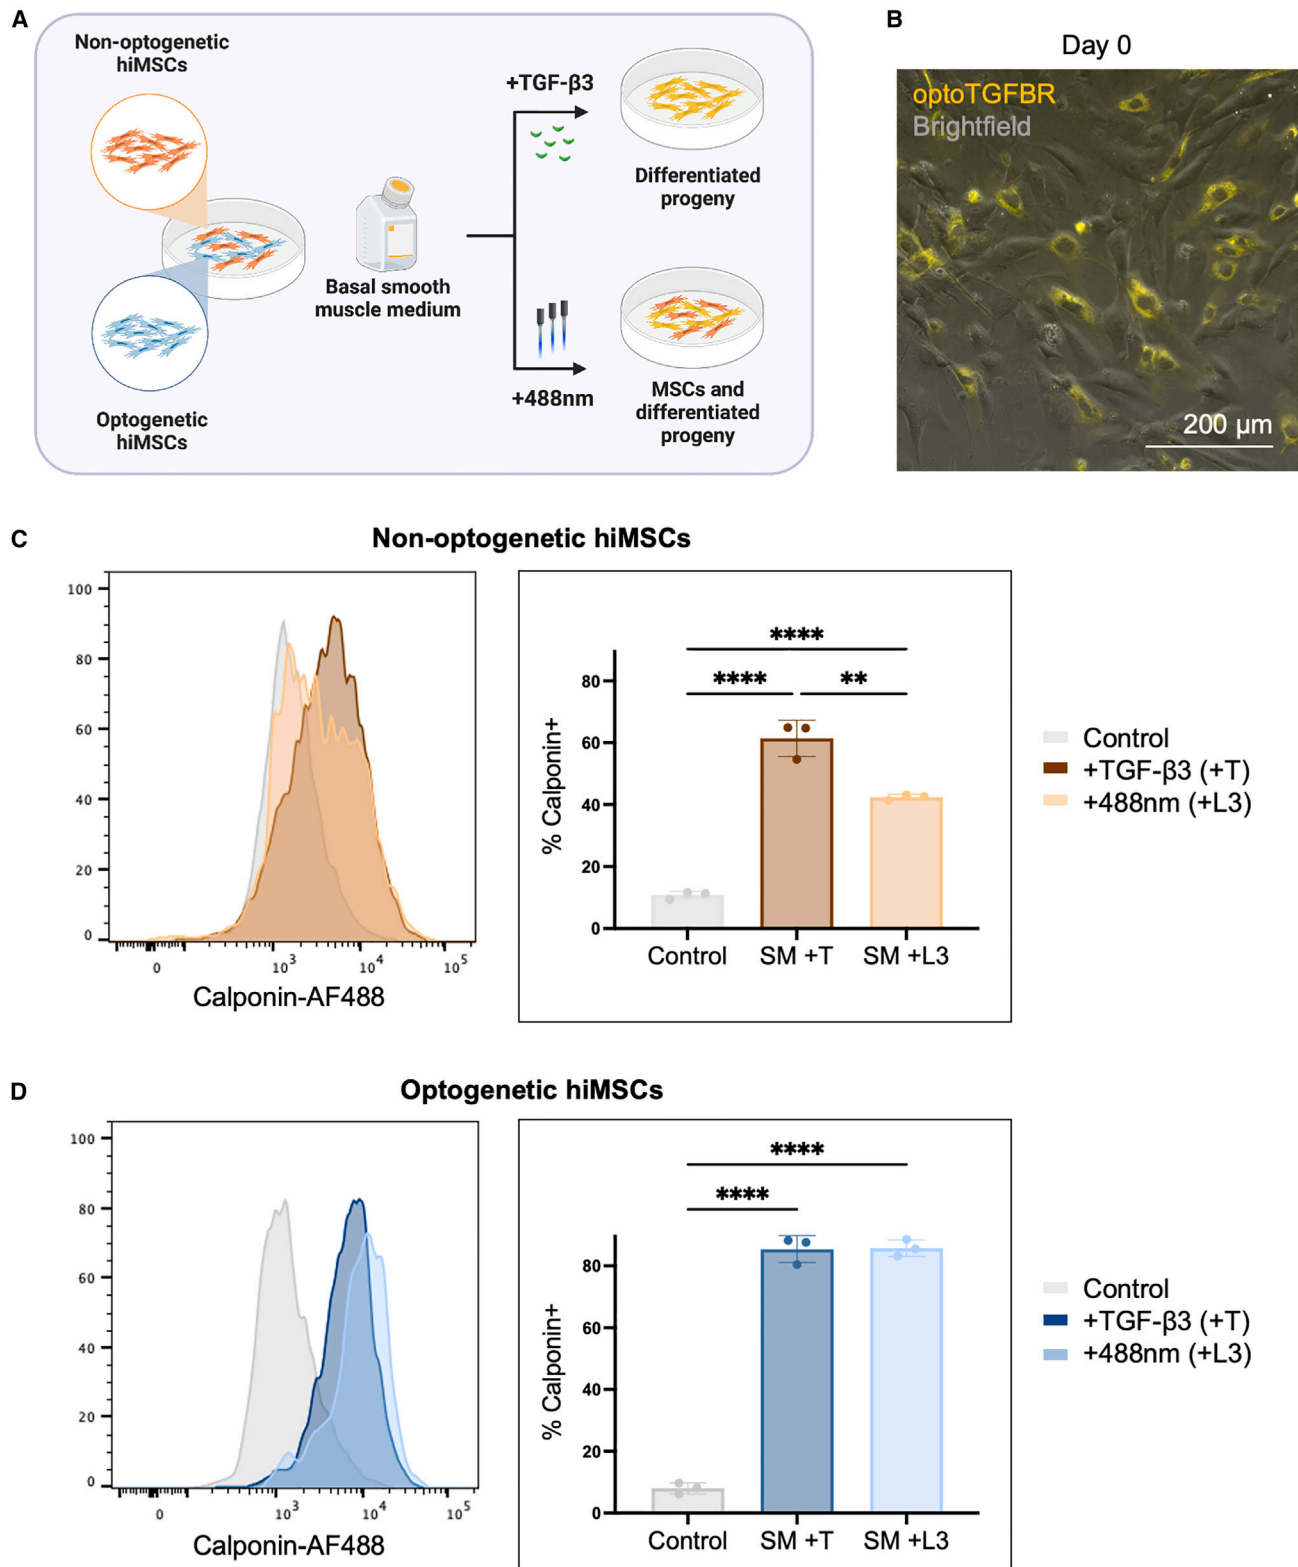 A
Non-optogenetic
hiMSCs
Optogenetic
hiMSCs
Basal smooth
muscle medium
+TGF-β3
Differentiated
progeny
+488nm
MSCs and
differentiated
progeny
B
Day 0
optoTGFBR
Brightfield
200 μm
C
Non-optogenetic hiMSCs
100
80
60
40
20
0
0
10³
10⁴
10⁵
Calponin-AF488
% Calponin+
80
60
40
20
0
****
****
**
Control
SM +T
SM +L3
Control
+TGF-β3 (+T)
+488nm (+L3)
D
Optogenetic hiMSCs
100
80
60
40
20
0
0
10³
10⁴
10⁵
Calponin-AF488
% Calponin+
80
60
40
20
0
****
****
Control
SM +T
SM +L3
Control
+TGF-β3 (+T)
+488nm (+L3)